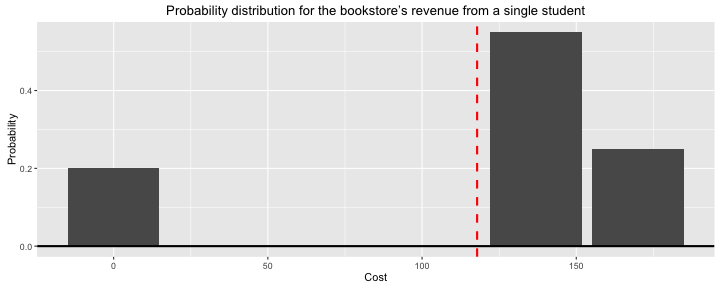 Probability distribution for the bookstore's revenue from a single student
Probability
0.4
0.2
0.0
0
50
100
150
Cost